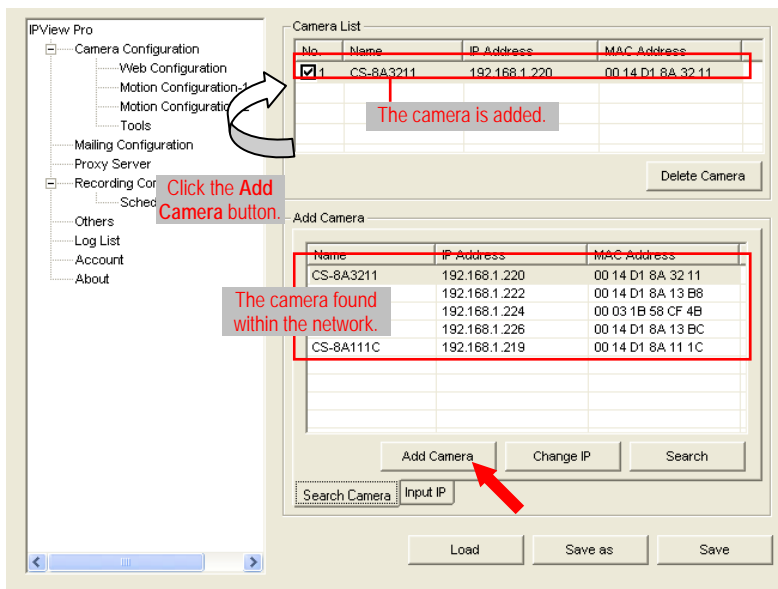 IPView Pro
Camera Configuration
Web Configuration
Motion Configuration-1
Motion Configuration-2
Tools
Mailing Configuration
Proxy Server
Recording Con
Sched
Others
Log List
Account
About
Click the Add
Camera button.
Camera List
No. Name IP Address MAC Address
1 CS-8A3211 192.168.1.220 00 14 D1 8A 32 11
The camera is added.
Delete Camera
Add Camera
Name IP Address MAC Address
CS-8A3211 192.168.1.220 00 14 D1 8A 32 11
192.168.1.222 00 14 D1 8A 13 B8
192.168.1.224 00 03 1B 58 CF 4B
192.168.1.226 00 14 D1 8A 13 BC
CS-8A111C 192.168.1.219 00 14 D1 8A 11 1C
The camera found
within the network.
Add Camera Change IP Search
Search Camera Input IP
Load Save as Save